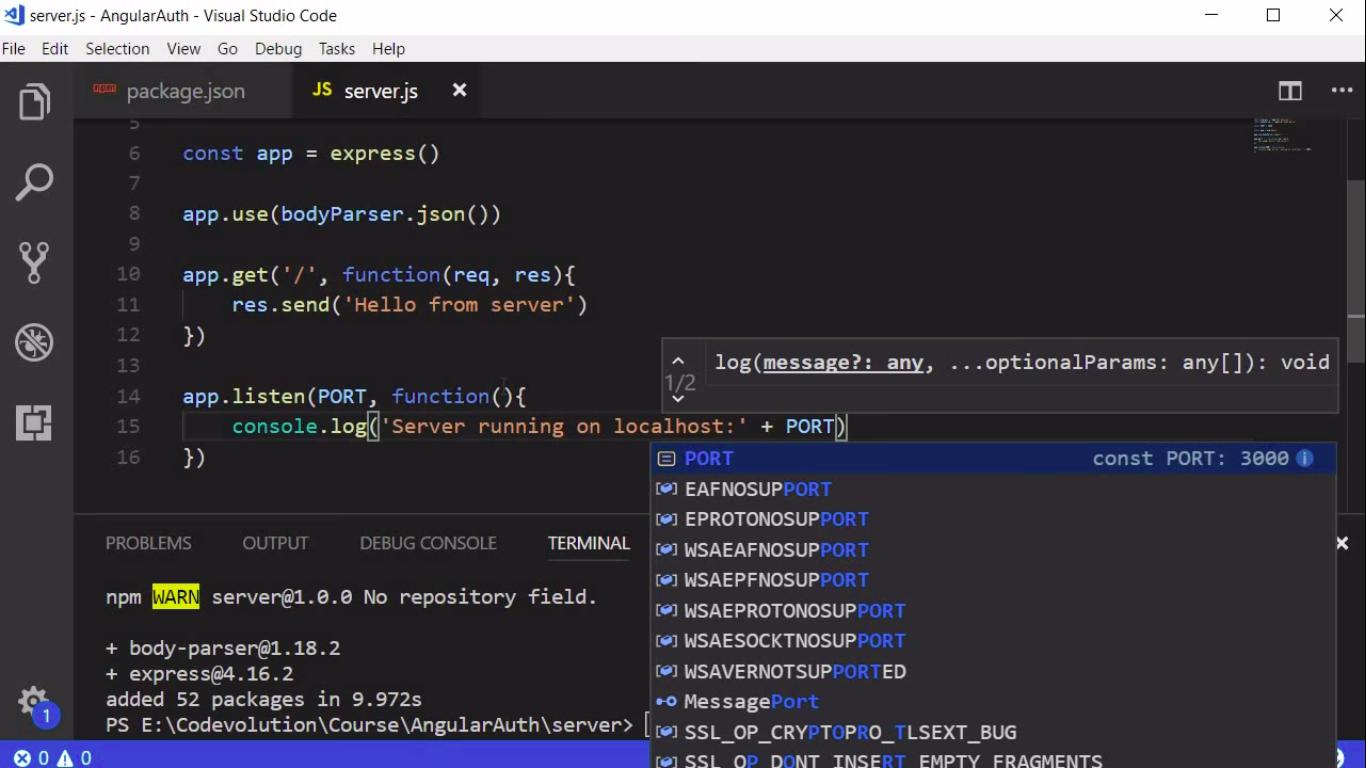 server.js - AngularAuth - Visual Studio Code
File Edit Selection View Go Debug Tasks Help
npm package.json JS server.js
5
6 const app = express()
7
8 app.use(bodyParser.json())
9
10 app.get('/', function(req, res){
11 res.send('Hello from server')
12 })
13
log(message?: any, ...optionalParams: any[]): void
1/2
14 app.listen(PORT, function(){
15 console.log('Server running on localhost:' + PORT)
16 })
PORT const PORT: 3000
EAFNOSUPPORT
EPROTONOSUPPORT
WSAEAFNOSUPPORT
WSAEPFNOSUPPORT
WSAEPROTONOSUPPORT
WSAESOCKTNOSUPPORT
WSAVERNOTSUPPORTED
MessagePort
SSL_OP_CRYPTOPRO_TLSEXT_BUG
SSL_OP_DONT_INSERT_EMPTY_FRAGMENTS
PROBLEMS OUTPUT DEBUG CONSOLE TERMINAL
npm WARN server@1.0.0 No repository field.
+ body-parser@1.18.2
+ express@4.16.2
added 52 packages in 9.972s
PS E:\Codevolution\Course\AngularAuth\server>
1
0 0